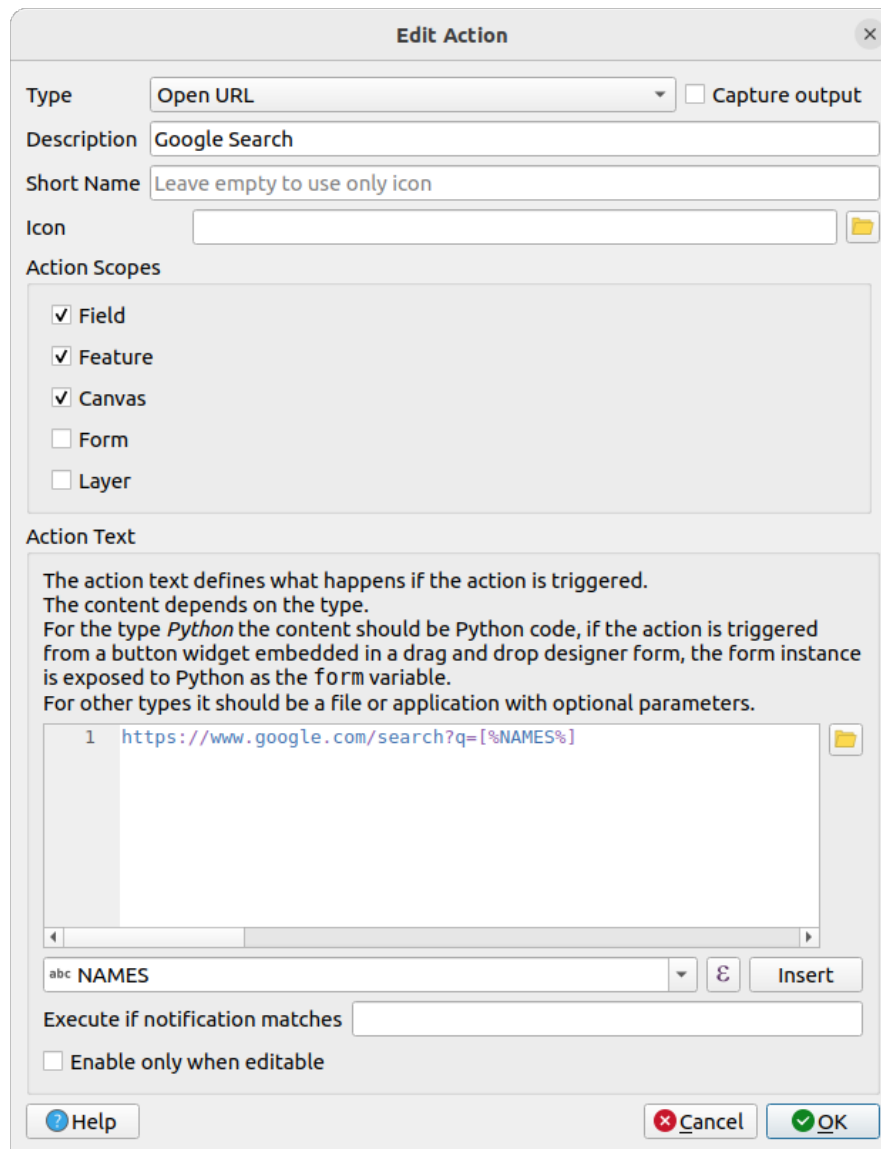 Edit Action
Type Open URL Capture output
Description Google Search
Short Name Leave empty to use only icon
Icon
Action Scopes
Field
Feature
Canvas
Form
Layer
Action Text
The action text defines what happens if the action is triggered.
The content depends on the type.
For the type Python the content should be Python code, if the action is triggered
from a button widget embedded in a drag and drop designer form, the form instance
is exposed to Python as the form variable.
For other types it should be a file or application with optional parameters.
1 https://www.google.com/search?q=[%NAMES%]
abc NAMES ε Insert
Execute if notification matches
Enable only when editable
Help Cancel OK